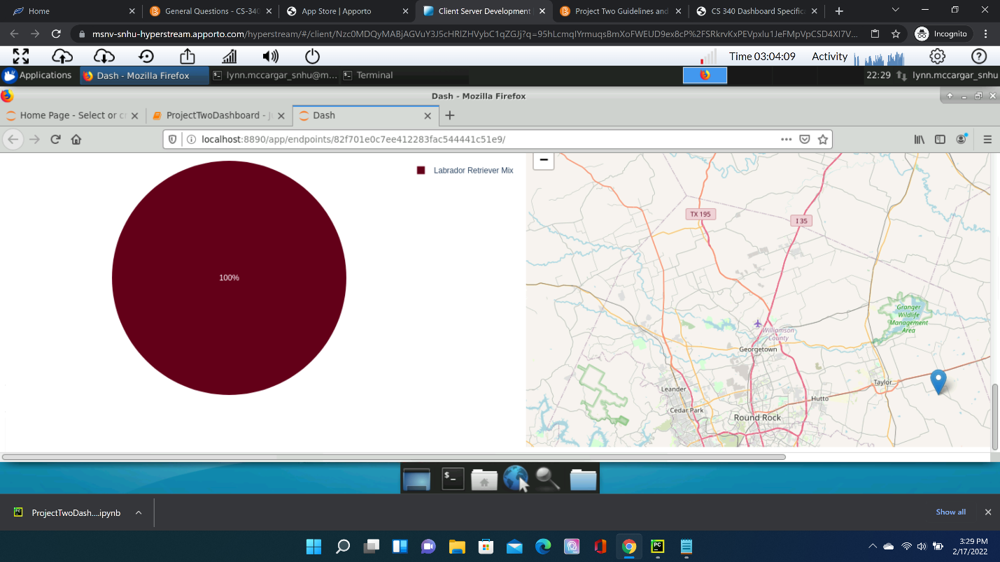 Home
General Questions - CS-340
App Store | Apporto
Client Server Development
Project Two Guidelines and
CS 340 Dashboard Specifica
msnv-snhu-hyperstream.apporto.com/hyperstream/#/client/
Incognito
Time 03:04:09
Activity
Applications
Dash - Mozilla Firefox
lynn.mccargar_snhu@m...
Terminal
22:29
lynn.mccargar_snhu
Dash - Mozilla Firefox
Home Page - Select or cr
ProjectTwoDashboard - Ju
Dash
localhost:8890/app/endpoints/82f701e0c7ee412283fac544441c51e9/
Labrador Retriever Mix
100%
−
TX 195
I 35
Granger
Wildlife
Management
Area
Williamson
County
Georgetown
Taylor
Leander
Hutto
Cedar Park
Round Rock
ProjectTwoDash....ipynb
Show all
3:29 PM
2/17/2022